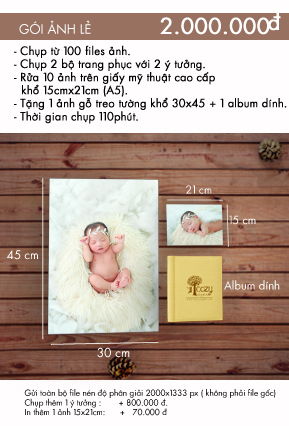 GÓI ẢNH LẺ 2.000.000đ
- Chụp từ 100 files ảnh.
- Chụp 2 bộ trang phục với 2 ý tưởng.
- Rửa 10 ảnh trên giấy mỹ thuật cao cấp
khổ 15cmx21cm (A5).
- Tặng 1 ảnh gỗ treo tường khổ 30x45 + 1 album dính.
- Thời gian chụp 110phút.
21 cm
15 cm
45 cm
Cozy
Album dính
30 cm
Gửi toàn bộ file nén độ phân giải 2000x1333 px ( không phải file gốc)
Chụp thêm 1 ý tưởng : + 800.000 đ.
In thêm 1 ảnh 15x21cm: + 70.000 đ